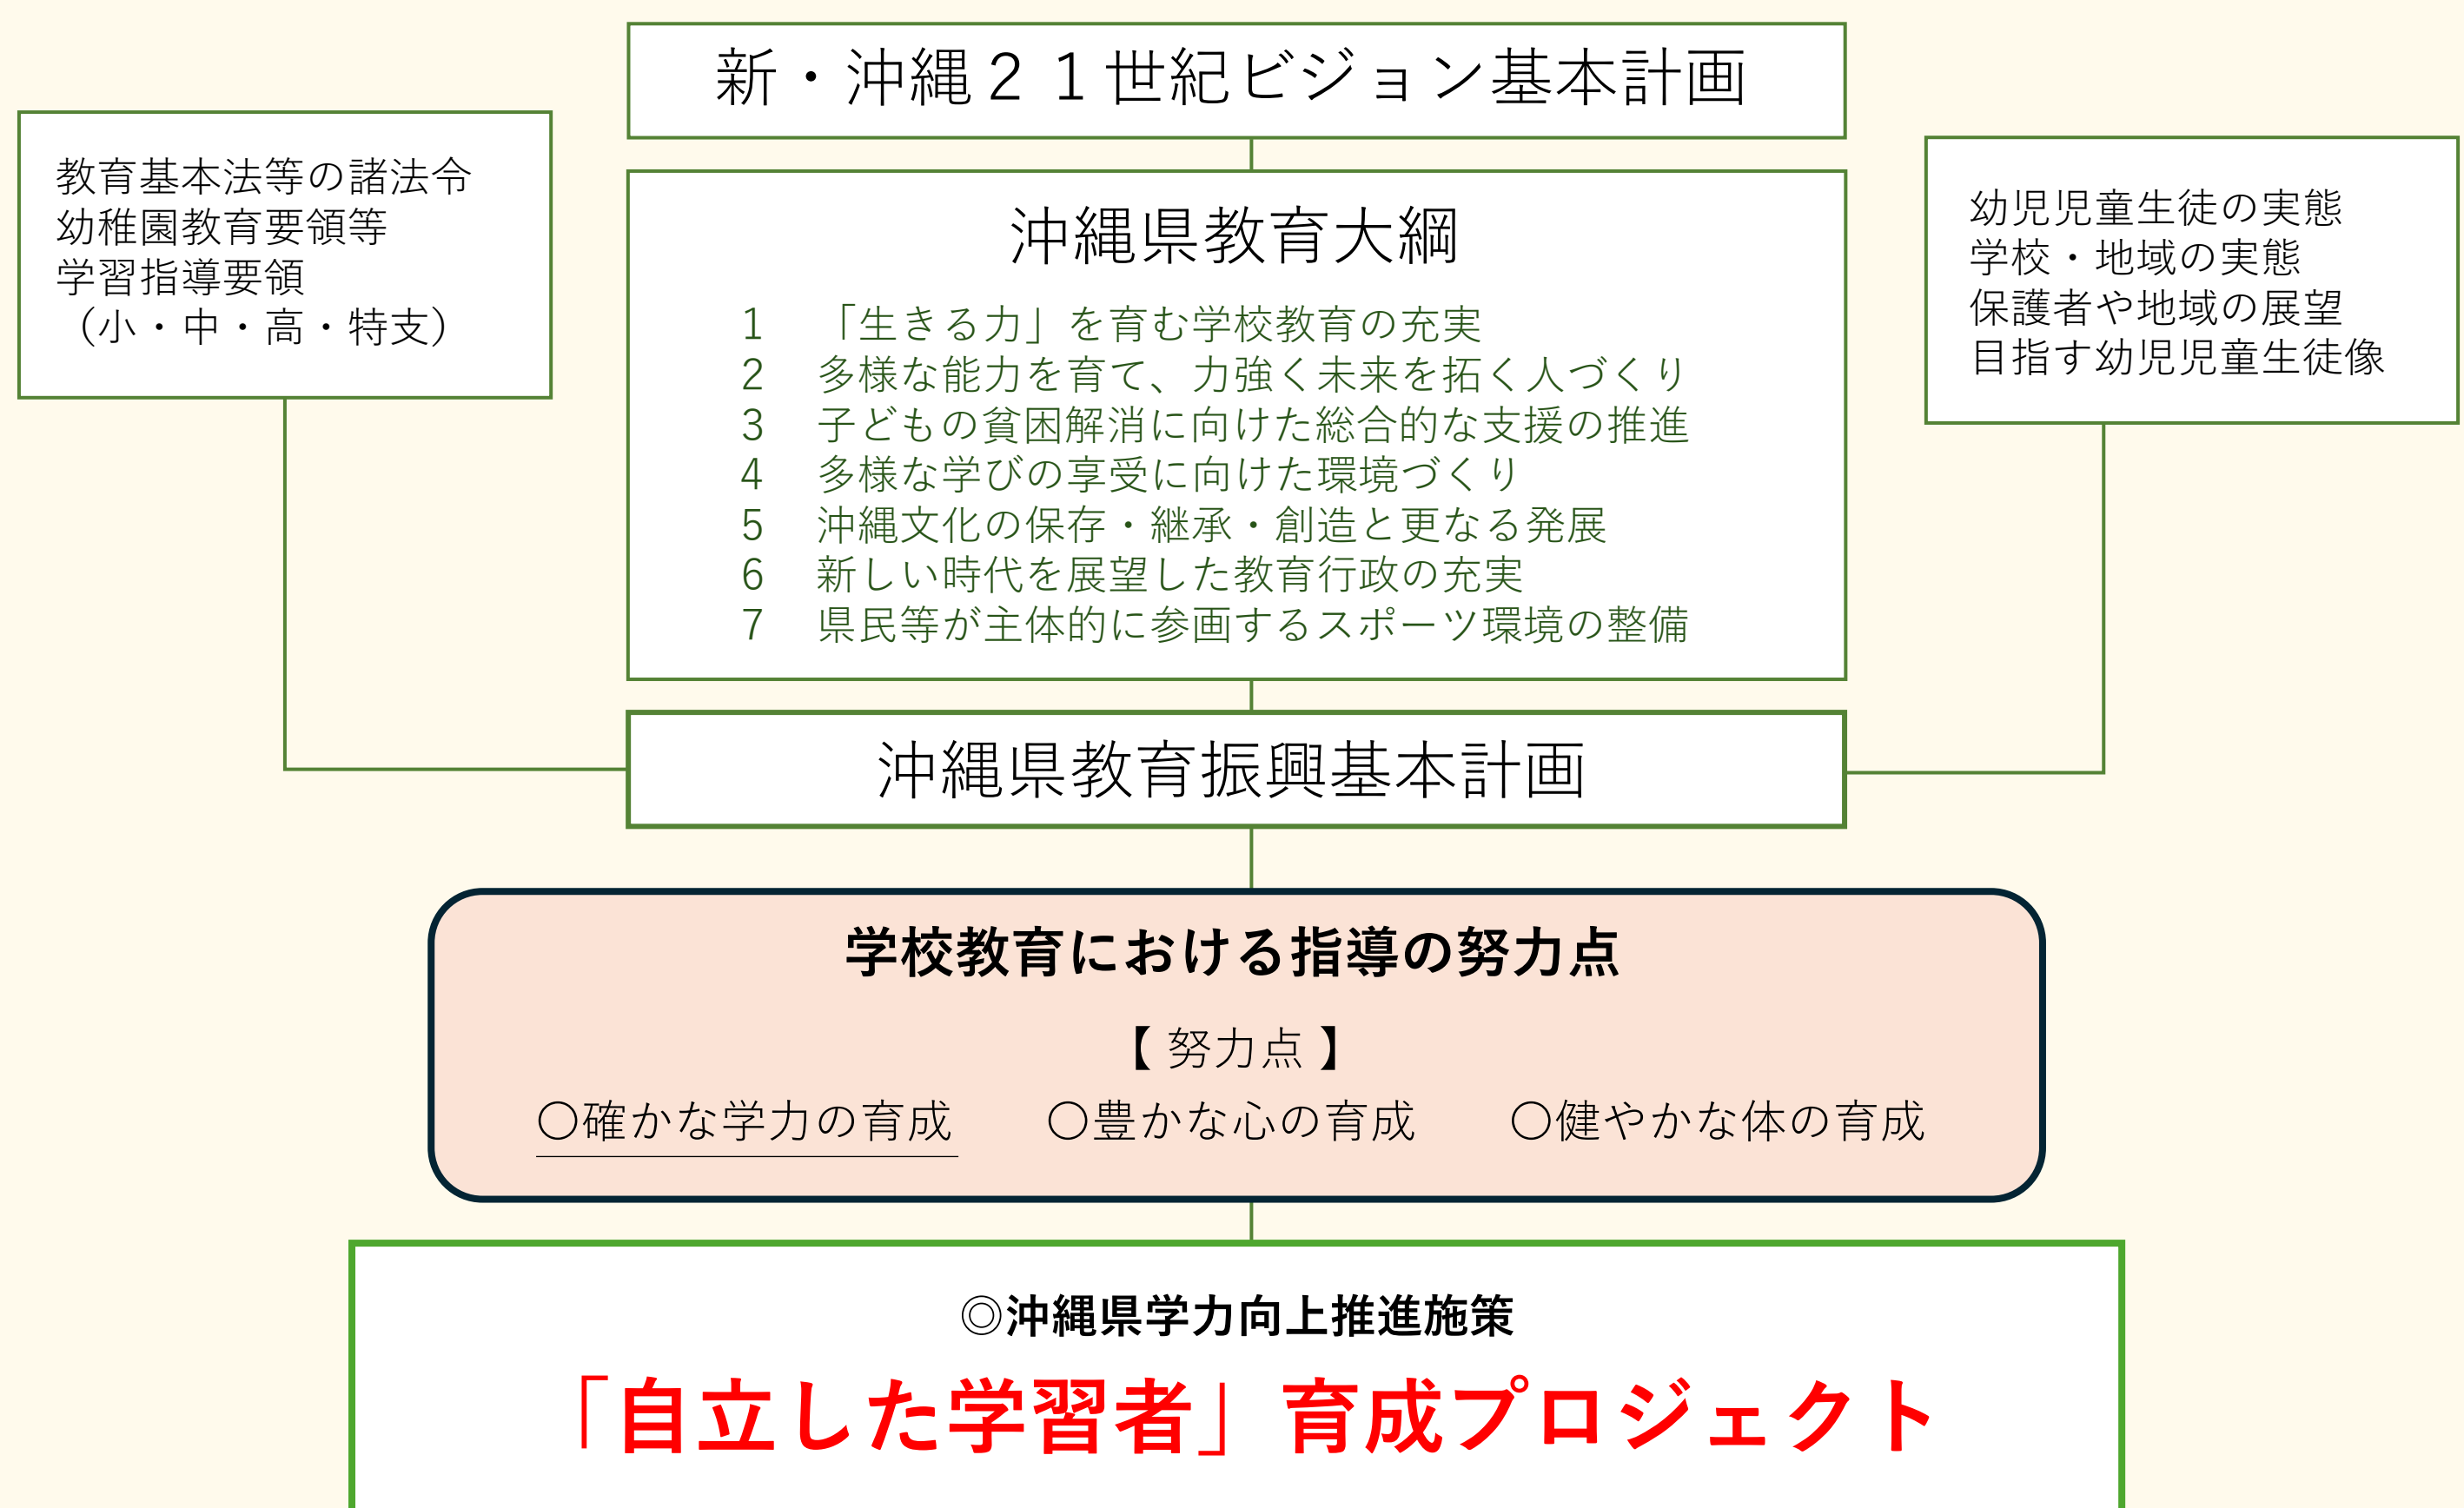 新・沖縄２１世紀ビジョン基本計画
教育基本法等の諸法令
幼稚園教育要領等
学習指導要領
（小・中・高・特支）
沖縄県教育大綱
1 「生きる力」を育む学校教育の充実
2 多様な能力を育て、力強く未来を拓く人づくり
3 子どもの貧困解消に向けた総合的な支援の推進
4 多様な学びの享受に向けた環境づくり
5 沖縄文化の保存・継承・創造と更なる発展
6 新しい時代を展望した教育行政の充実
7 県民等が主体的に参画するスポーツ環境の整備
幼児児童生徒の実態
学校・地域の実態
保護者や地域の展望
目指す幼児児童生徒像
沖縄県教育振興基本計画
学校教育における指導の努力点
【 努力点 】
〇確かな学力の育成 〇豊かな心の育成 〇健やかな体の育成
◎沖縄県学力向上推進施策
「自立した学習者」育成プロジェクト